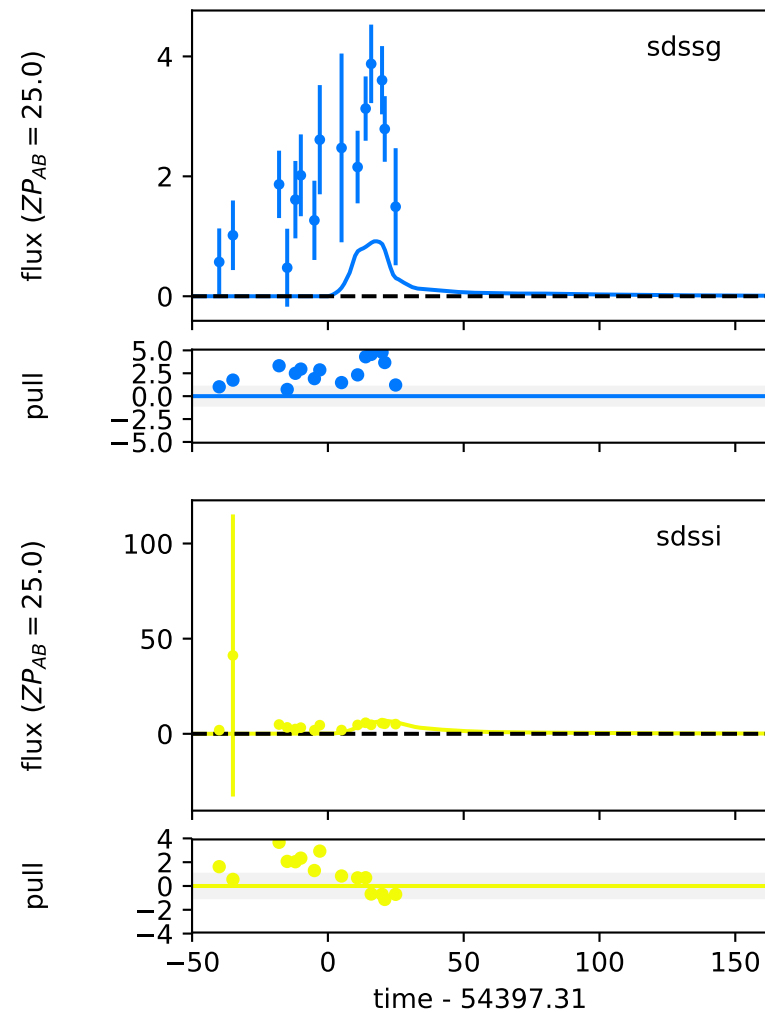 sdssg
flux (ZP_AB = 25.0)
4
2
0
pull
5.0
2.5
0.0
−2.5
−5.0
sdssi
flux (ZP_AB = 25.0)
100
50
0
pull
4
2
0
−2
−4
−50 0 50 100 150
time - 54397.31